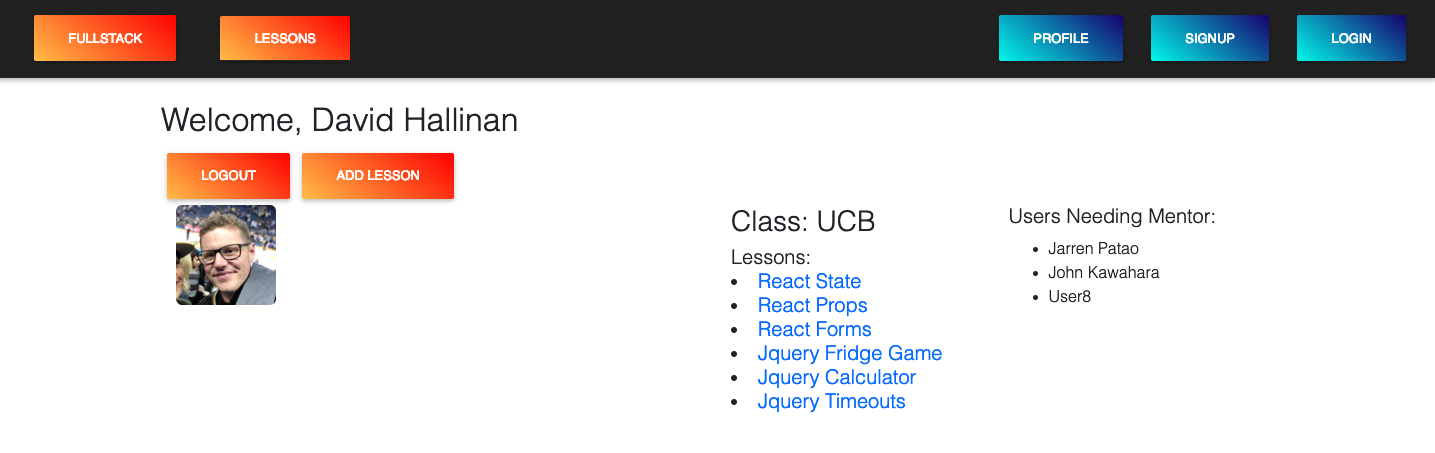 FULLSTACK LESSONS PROFILE SIGNUP LOGIN
Welcome, David Hallinan
LOGOUT ADD LESSON
Class: UCB
Lessons:
React State
React Props
React Forms
Jquery Fridge Game
Jquery Calculator
Jquery Timeouts
Users Needing Mentor:
Jarren Patao
John Kawahara
User8